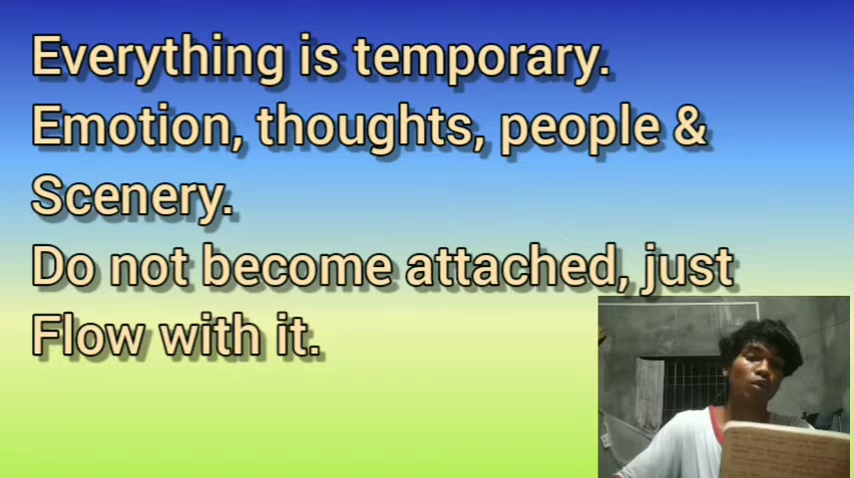 Everything is temporary.
Emotion, thoughts, people &
Scenery.
Do not become attached, just
Flow with it.